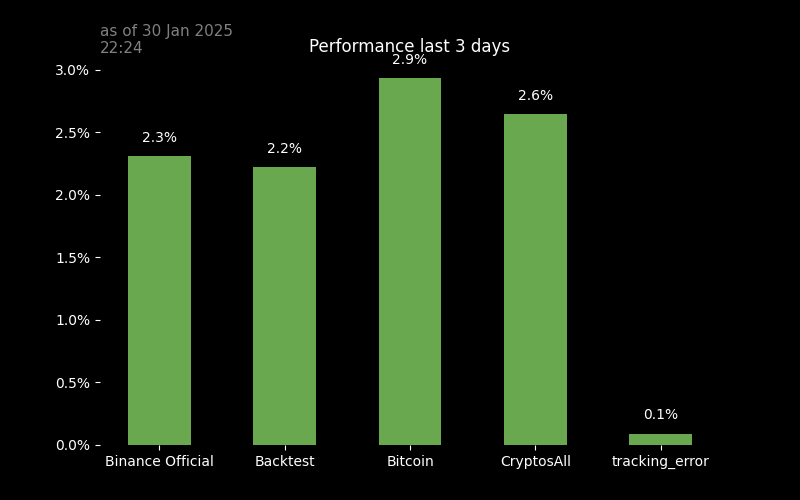 as of 30 Jan 2025
22:24
Performance last 3 days
3.0%
2.5%
2.0%
1.5%
1.0%
0.5%
0.0%
2.3%
2.2%
2.9%
2.6%
0.1%
Binance Official
Backtest
Bitcoin
CryptosAll
tracking_error